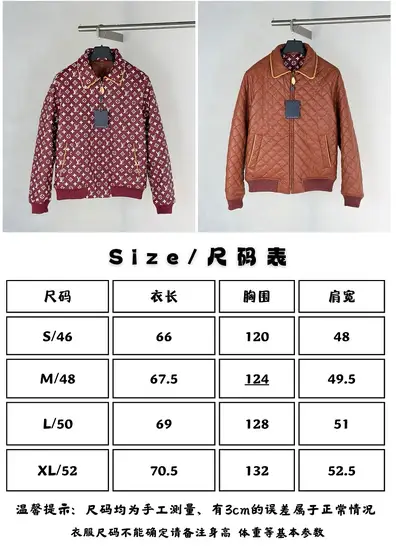 Size/尺码表
尺码 衣长 胸围 肩宽
S/46 66 120 48
M/48 67.5 124 49.5
L/50 69 128 51
XL/52 70.5 132 52.5
温馨提示：尺码均为手工测量、有3cm的误差属于正常情况
衣服尺码不能确定请备注身高 体重等基本参数